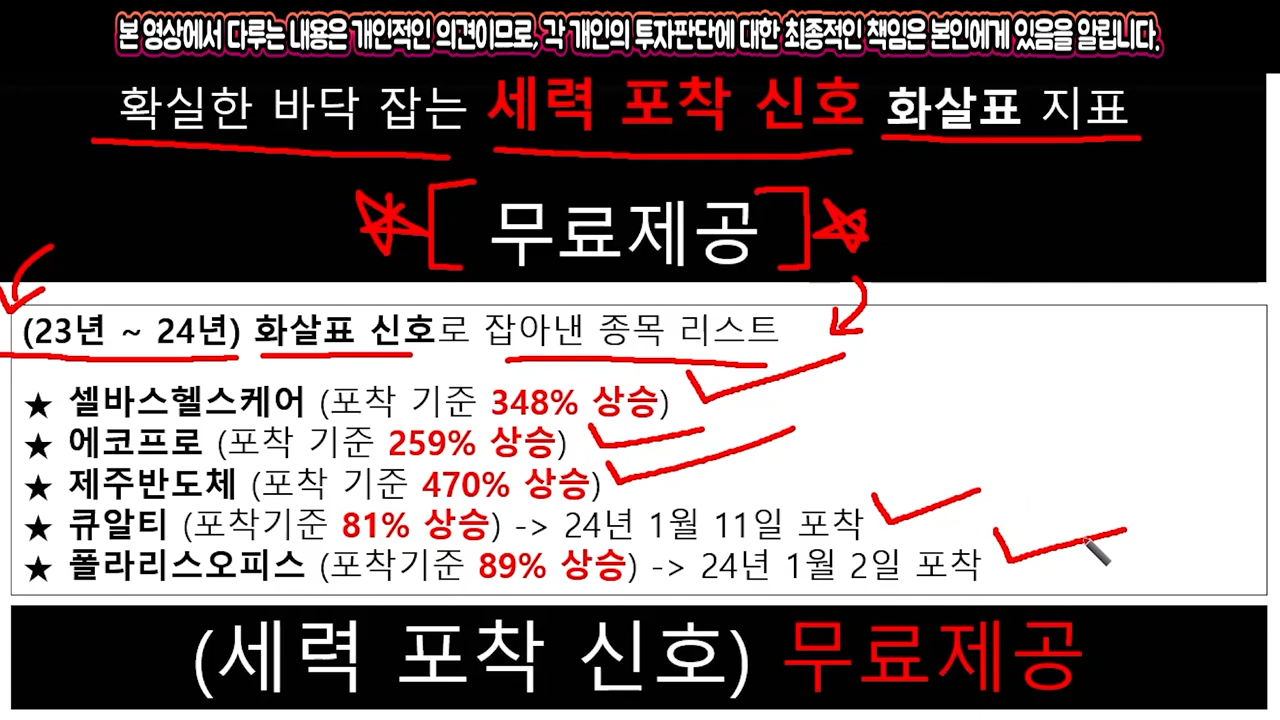 본 영상에서 다루는 내용은 개인적인 의견이므로, 각 개인의 투자판단에 대한 최종적인 책임은 본인에게 있음을 알립니다.
확실한 바닥 잡는 세력 포착 신호 화살표 지표
무료제공
(23년 ~ 24년) 화살표 신호로 잡아낸 종목 리스트
★ 셀바스헬스케어 (포착 기준 348% 상승)
★ 에코프로 (포착 기준 259% 상승)
★ 제주반도체 (포착 기준 470% 상승)
★ 큐알티 (포착기준 81% 상승) -> 24년 1월 11일 포착
★ 폴라리스오피스 (포착기준 89% 상승) -> 24년 1월 2일 포착
(세력 포착 신호) 무료제공